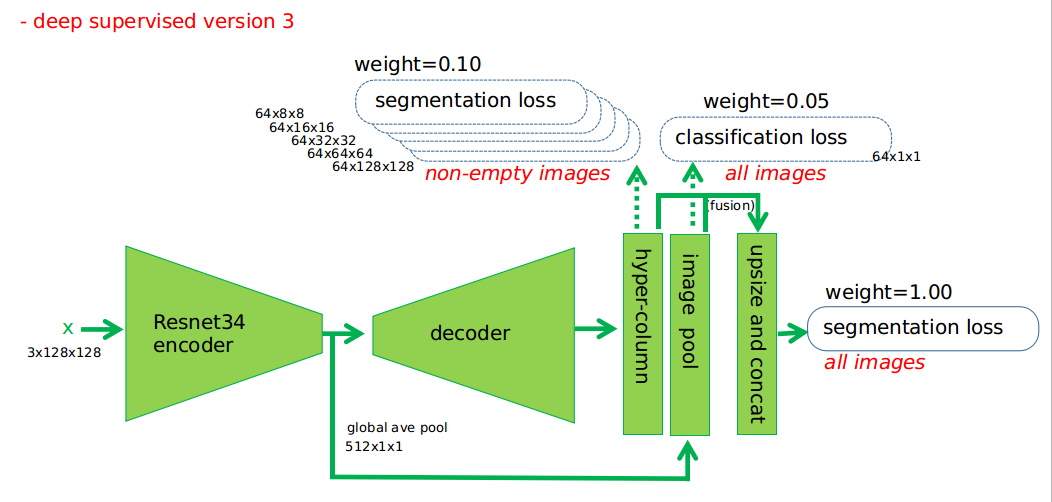 - deep supervised version 3
weight=0.10
segmentation loss
64x8x8
64x16x16
64x32x32
64x64x64
64x128x128
non-empty images
weight=0.05
classification loss
64x1x1
all images
(fusion)
x
3x128x128
Resnet34
encoder
decoder
hyper-column
image pool
upsize and concat
weight=1.00
segmentation loss
all images
global ave pool
512x1x1